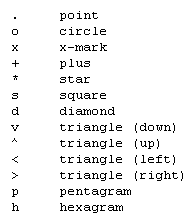 .     point
o     circle
x     x-mark
+     plus
*     star
s     square
d     diamond
v     triangle (down)
^     triangle (up)
<     triangle (left)
>     triangle (right)
p     pentagram
h     hexagram